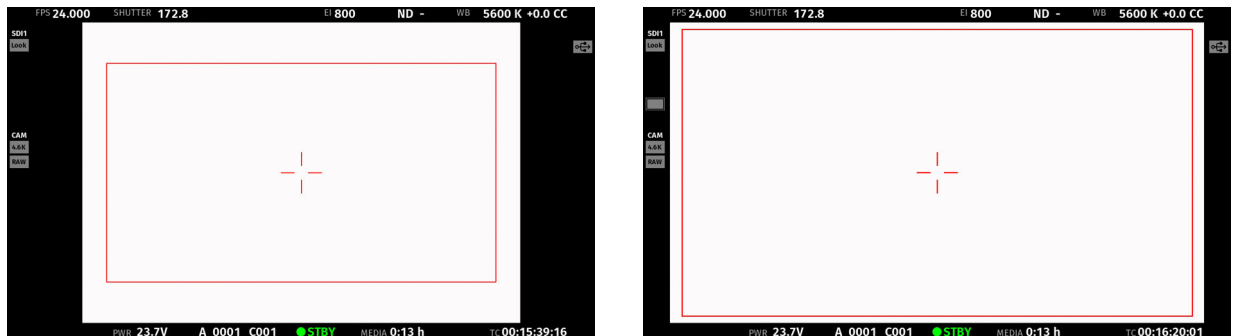 FPS 24.000 SHUTTER 172.8 EI 800 ND - WB 5600 K +0.0 CC
SDI1
Look
CAM
4.6K
RAW
PWR 23.7V A 0001 C001 STBY MEDIA 0:13 h TC 00:15:39:16
FPS 24.000 SHUTTER 172.8 EI 800 ND - WB 5600 K +0.0 CC
SDI1
Look
CAM
4.6K
RAW
PWR 23.7V A 0001 C001 STBY MEDIA 0:13 h TC 00:16:20:01